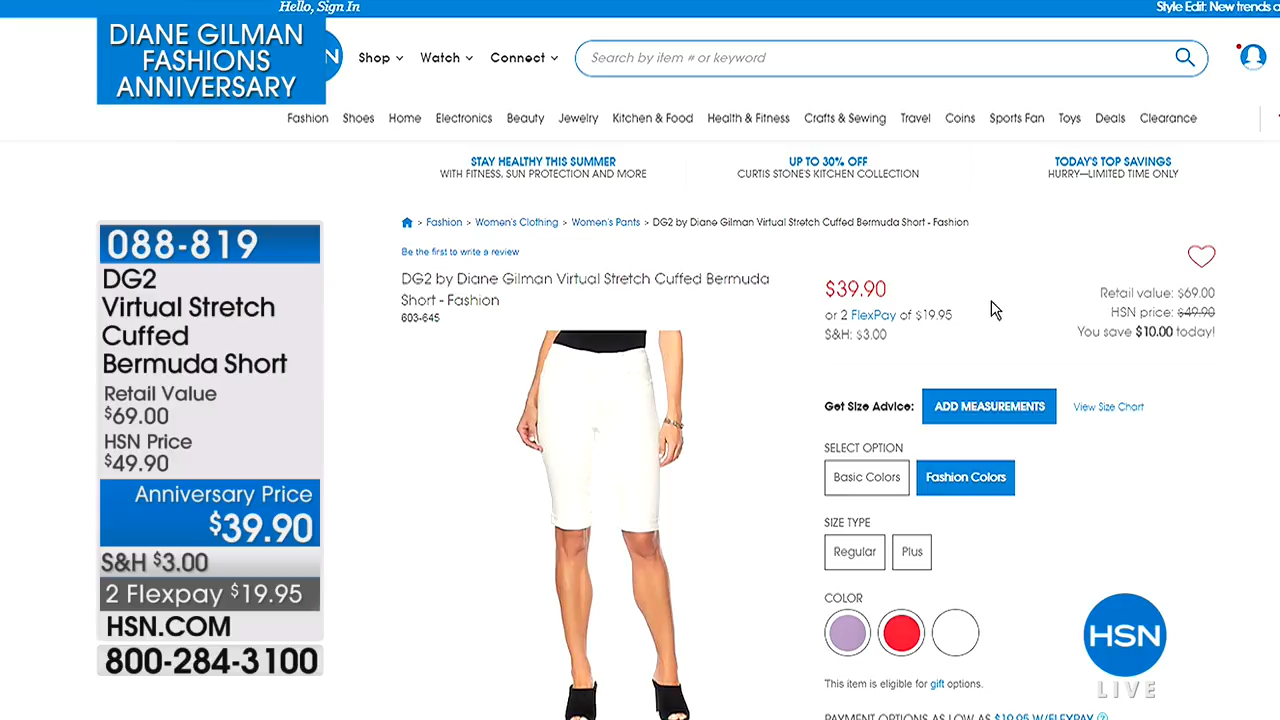 Hello, Sign In
Style Edit: New trends
DIANE GILMAN
FASHIONS
ANNIVERSARY
N
Shop
Watch
Connect
Search by item # or keyword
Fashion
Shoes
Home
Electronics
Beauty
Jewelry
Kitchen & Food
Health & Fitness
Crafts & Sewing
Travel
Coins
Sports Fan
Toys
Deals
Clearance
STAY HEALTHY THIS SUMMER
WITH FITNESS, SUN PROTECTION AND MORE
UP TO 30% OFF
CURTIS STONE'S KITCHEN COLLECTION
TODAY'S TOP SAVINGS
HURRY—LIMITED TIME ONLY
088-819
DG2
Virtual Stretch
Cuffed
Bermuda Short
Retail Value
$69.00
HSN Price
$49.90
Anniversary Price
$39.90
S&H $3.00
2 Flexpay $19.95
HSN.COM
800-284-3100
> Fashion > Women's Clothing > Women's Pants > DG2 by Diane Gilman Virtual Stretch Cuffed Bermuda Short - Fashion
Be the first to write a review
DG2 by Diane Gilman Virtual Stretch Cuffed Bermuda
Short - Fashion
603-645
$39.90
or 2 FlexPay of $19.95
S&H: $3.00
Retail value: $69.00
HSN price: $49.90
You save $10.00 today!
Get Size Advice:
ADD MEASUREMENTS
View Size Chart
SELECT OPTION
Basic Colors
Fashion Colors
SIZE TYPE
Regular
Plus
COLOR
This item is eligible for gift options.
PAYMENT OPTIONS AS LOW AS $19.95 W/FLEXPAY
HSN
LIVE